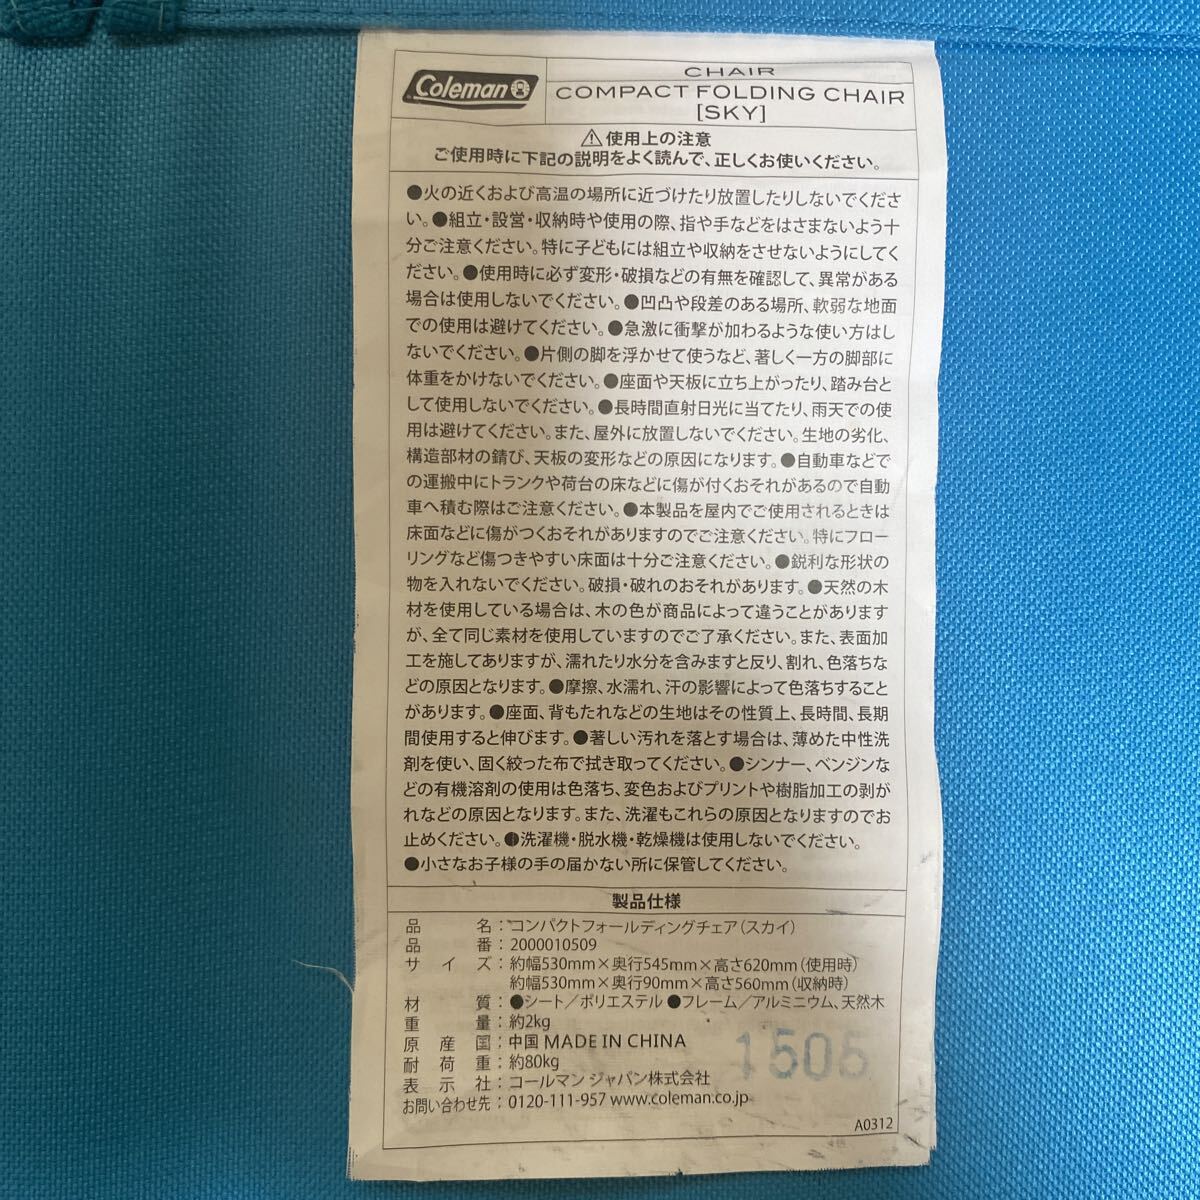 Coleman
CHAIR
COMPACT FOLDING CHAIR
[SKY]
⚠使用上の注意
ご使用時に下記の説明をよく読んで、正しくお使いください。
●火の近くおよび高温の場所に近づけたり放置したりしないでくださ
い。●組立・設営・収納時や使用の際、指や手などをはさまないよう十
分ご注意ください。特に子どもには組立や収納をさせないようにしてく
ださい。●使用時に必ず変形・破損などの有無を確認して、異常がある
場合は使用しないでください。●凹凸や段差のある場所、軟弱な地面
での使用は避けてください。●急激に衝撃が加わるような使い方はし
ないでください。●片側の脚を浮かせて使うなど、著しく一方の脚部に
体重をかけないでください。●座面や天板に立ち上がったり、踏み台と
して使用しないでください。●長時間直射日光に当てたり、雨天での使
用は避けてください。また、屋外に放置しないでください。生地の劣化、
構造部材の錆び、天板の変形などの原因になります。●自動車などで
の運搬中にトランクや荷台の床などに傷が付くおそれがあるので自動
車へ積む際はご注意ください。●本製品を屋内でご使用されるときは
床面などに傷がつくおそれがありますのでご注意ください。特にフロー
リングなど傷つきやすい床面は十分ご注意ください。●鋭利な形状の
物を入れないでください。破損・破れのおそれがあります。●天然の木
材を使用している場合は、木の色が商品によって違うことがあります
が、全て同じ素材を使用していますのでご了承ください。また、表面加
工を施してありますが、濡れたり水分を含みますと反り、割れ、色落ちな
どの原因となります。●摩擦、水濡れ、汗の影響によって色落ちすること
があります。●座面、背もたれなどの生地はその性質上、長時間、長期
間使用すると伸びます。●著しい汚れを落とす場合は、薄めた中性洗
剤を使い、固く絞った布で拭き取ってください。●シンナー、ベンジンな
どの有機溶剤の使用は色落ち、変色およびプリントや樹脂加工の剥が
れなどの原因となります。また、洗濯もこれらの原因となりますのでお
止めください。●洗濯機・脱水機・乾燥機は使用しないでください。
●小さなお子様の手の届かない所に保管してください。
製品仕様
品名：コンパクトフォールディングチェア（スカイ）
品番：2000010509
サイズ：約幅530mm×奥行545mm×高さ620mm（使用時）
約幅530mm×奥行90mm×高さ560mm（収納時）
材質：●シート／ポリエステル ●フレーム／アルミニウム、天然木
重量：約2kg
原産国：中国 MADE IN CHINA
耐荷重：約80kg
表示社：コールマン ジャパン株式会社
お問い合わせ先：0120-111-957 www.coleman.co.jp
1505
A0312